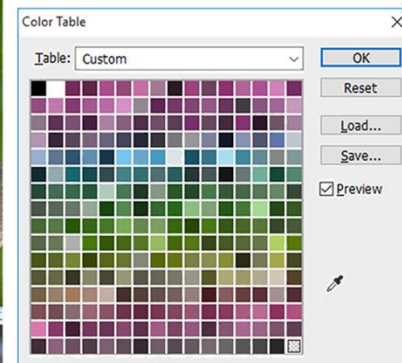 Color Table
Table: Custom
OK
Reset
Load...
Save...
Preview